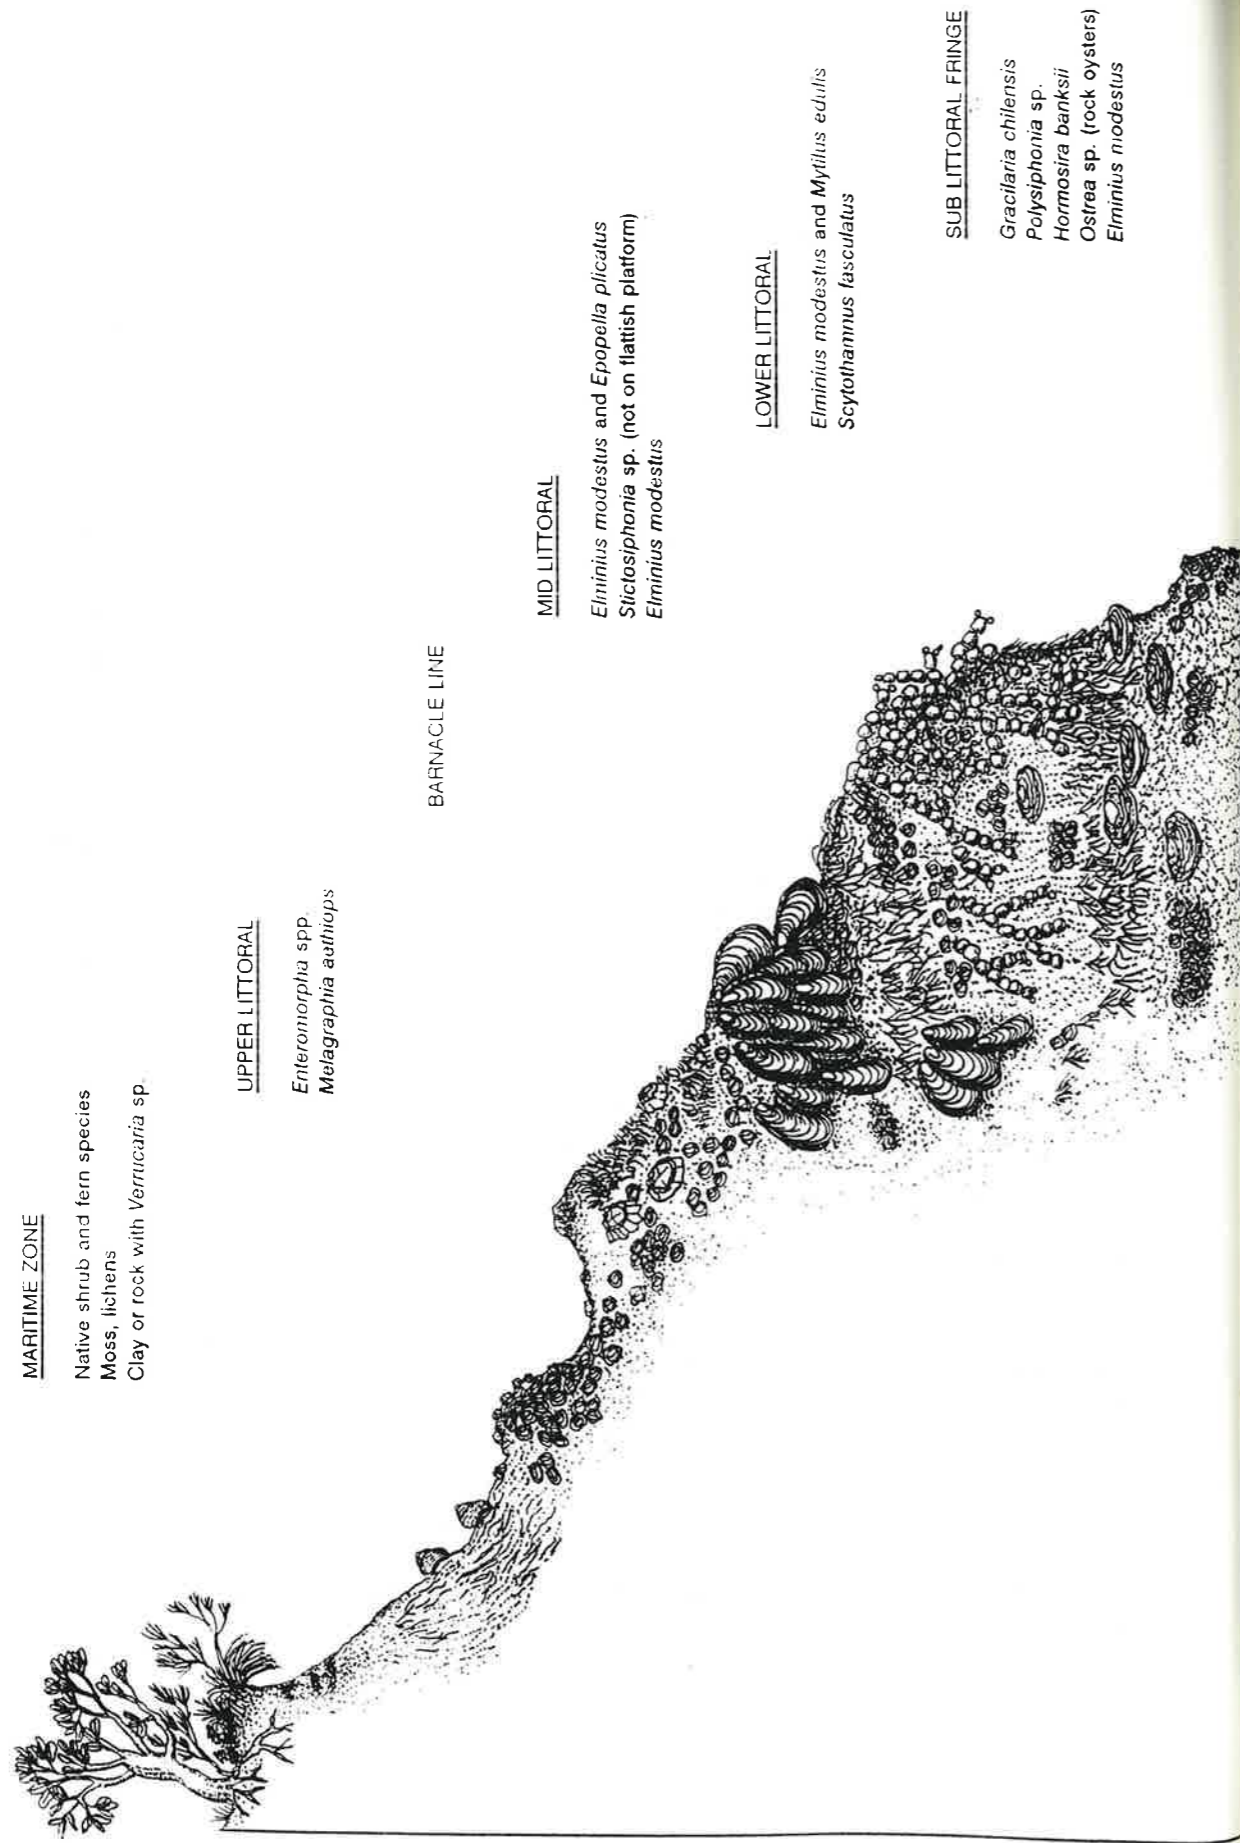 MARITIME ZONE
Native shrub and fern species
Moss, lichens
Clay or rock with Verrucaria sp.
UPPER LITTORAL
Enteromorpha spp.
Melagraphia authiops
BARNACLE LINE
MID LITTORAL
Elminius modestus and Epopella plicatus
Stictosiphonia sp. (not on flattish platform)
Elminius modestus
LOWER LITTORAL
Elminius modestus and Mytilus edulis
Scytothamnus fasculatus
SUB LITTORAL FRINGE
Gracilaria chilensis
Polysiphonia sp.
Hormosira banksii
Ostrea sp. (rock oysters)
Elminius modestus